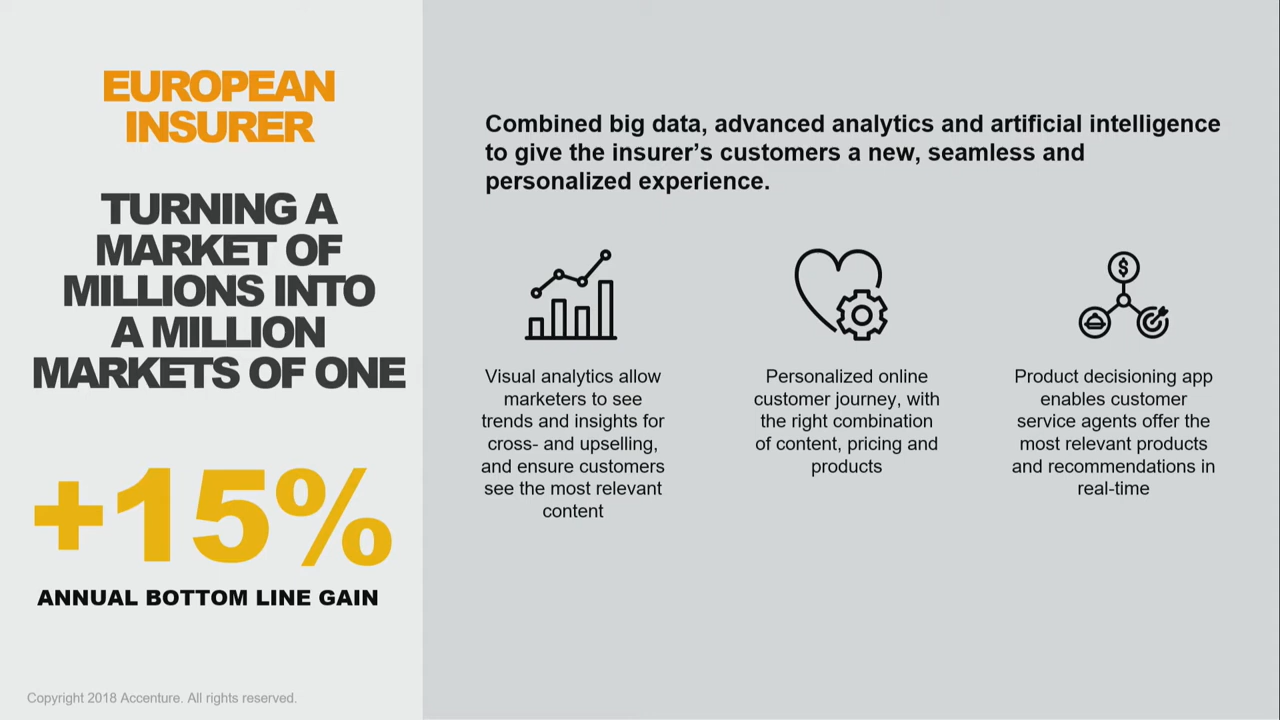 EUROPEAN
INSURER
TURNING A
MARKET OF
MILLIONS INTO
A MILLION
MARKETS OF ONE
+15%
ANNUAL BOTTOM LINE GAIN
Copyright 2018 Accenture. All rights reserved.
Combined big data, advanced analytics and artificial intelligence
to give the insurer’s customers a new, seamless and
personalized experience.
Visual analytics allow
marketers to see
trends and insights for
cross- and upselling,
and ensure customers
see the most relevant
content
Personalized online
customer journey, with
the right combination
of content, pricing and
products
$
Product decisioning app
enables customer
service agents offer the
most relevant products
and recommendations in
real-time